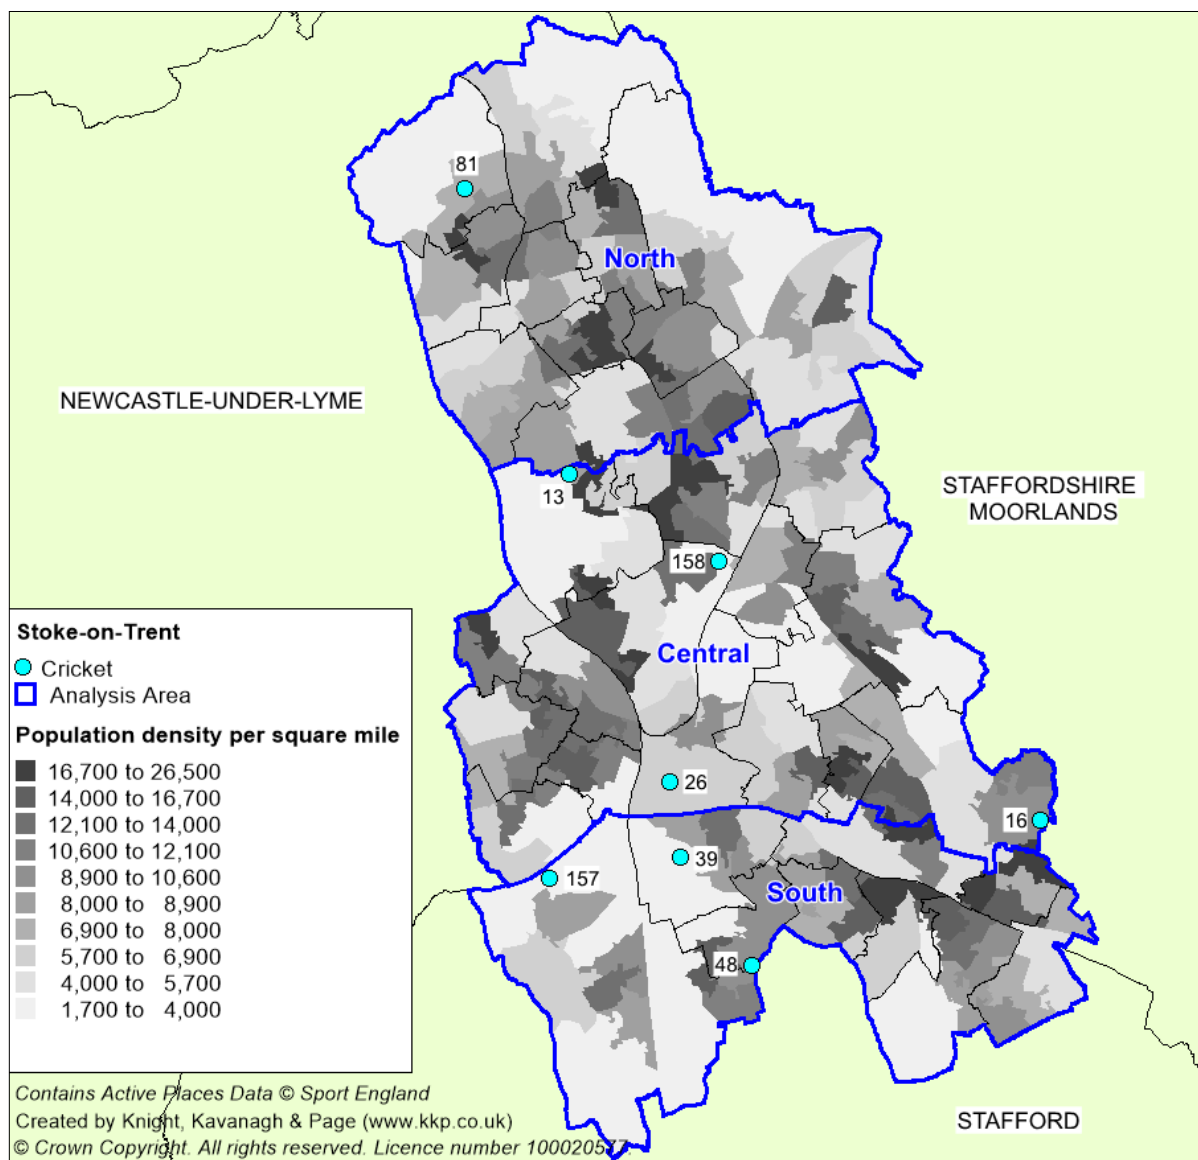 81
North
NEWCASTLE-UNDER-LYME
13
STAFFORDSHIRE
MOORLANDS
158
Central
26
16
39
157
South
48
Stoke-on-Trent
Cricket
Analysis Area
Population density per square mile
16,700 to 26,500
14,000 to 16,700
12,100 to 14,000
10,600 to 12,100
8,900 to 10,600
8,000 to 8,900
6,900 to 8,000
5,700 to 6,900
4,000 to 5,700
1,700 to 4,000
Contains Active Places Data © Sport England
Created by Knight, Kavanagh & Page (www.kkp.co.uk)
© Crown Copyright. All rights reserved. Licence number 100020577.
STAFFORD